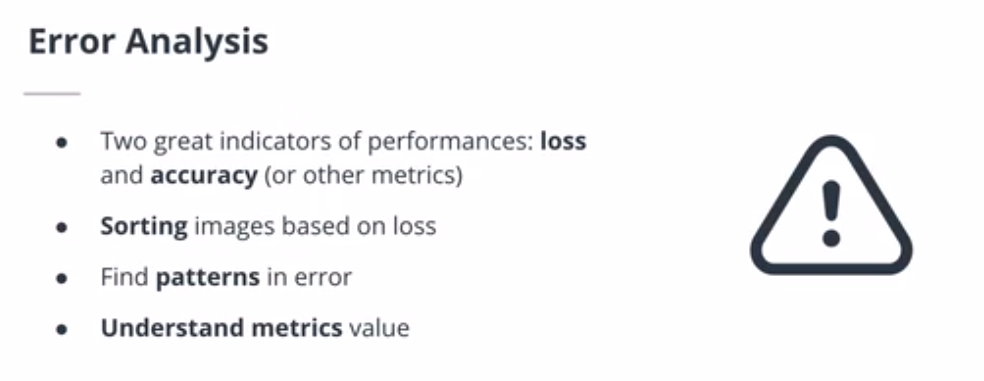 Error Analysis
● Two great indicators of performances: loss
and accuracy (or other metrics)
● Sorting images based on loss
● Find patterns in error
● Understand metrics value